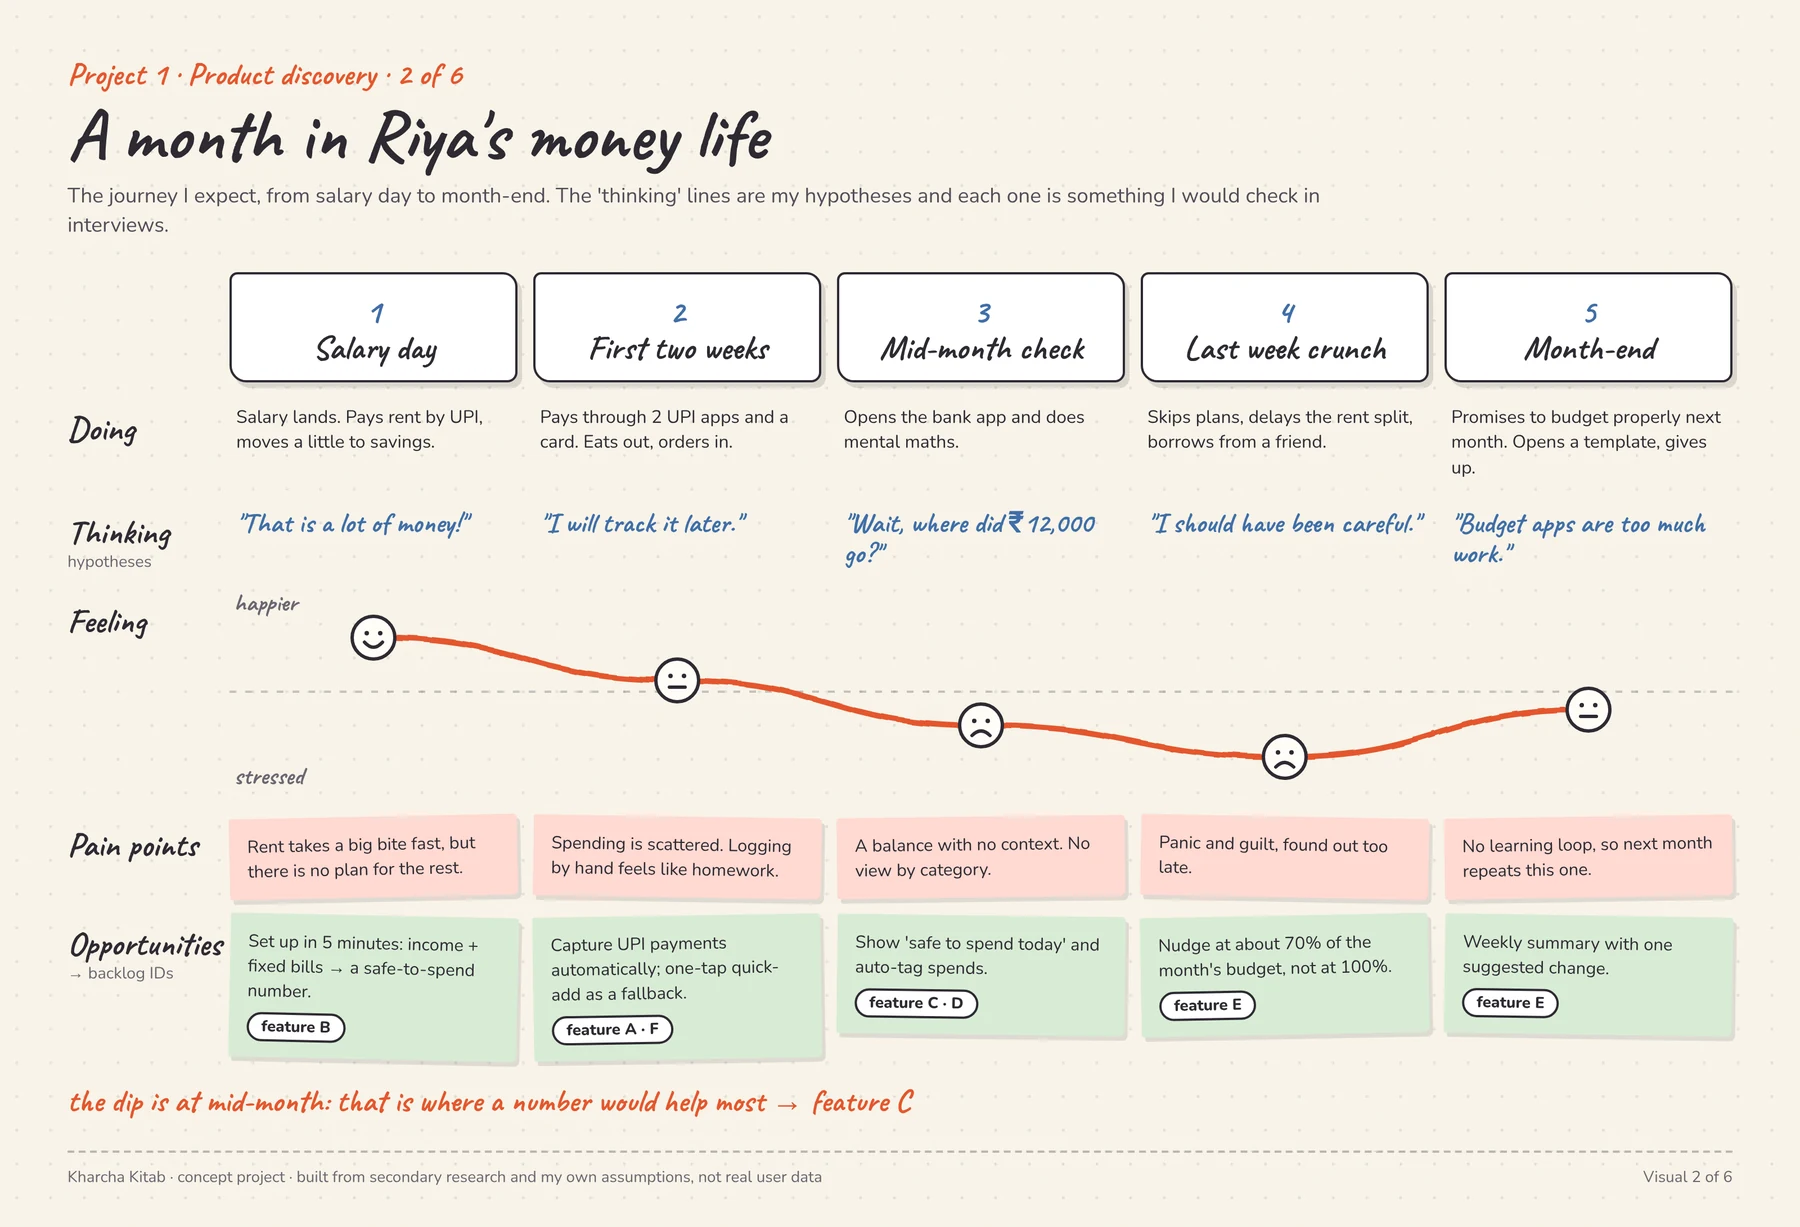 Project 1 · Product discovery · 2 of 6
A month in Riya's money life
The journey I expect, from salary day to month-end. The 'thinking' lines are my hypotheses and each one is something I would check in
interviews.
1
Salary day
2
First two weeks
3
Mid-month check
4
Last week crunch
5
Month-end
Doing
Salary lands. Pays rent by UPI,
moves a little to savings.
Pays through 2 UPI apps and a
card. Eats out, orders in.
Opens the bank app and does
mental maths.
Skips plans, delays the rent split,
borrows from a friend.
Promises to budget properly next
month. Opens a template, gives
up.
Thinking
hypotheses
"That is a lot of money!"
"I will track it later."
"Wait, where did ₹12,000
go?"
"I should have been careful."
"Budget apps are too much
work."
Feeling
happier
stressed
Pain points
Rent takes a big bite fast, but
there is no plan for the rest.
Spending is scattered. Logging
by hand feels like homework.
A balance with no context. No
view by category.
Panic and guilt, found out too
late.
No learning loop, so next month
repeats this one.
Opportunities
→ backlog IDs
Set up in 5 minutes: income +
fixed bills → a safe-to-spend
number.
feature B
Capture UPI payments
automatically; one-tap quick-
add as a fallback.
feature A · F
Show 'safe to spend today' and
auto-tag spends.
feature C · D
Nudge at about 70% of the
month's budget, not at 100%.
feature E
Weekly summary with one
suggested change.
feature E
the dip is at mid-month: that is where a number would help most → feature C
Kharcha Kitab · concept project · built from secondary research and my own assumptions, not real user data
Visual 2 of 6